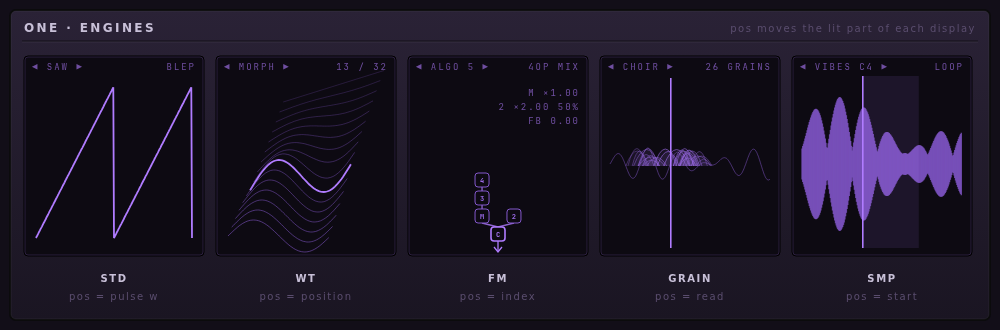 ONE · ENGINES
pos moves the lit part of each display
◄ SAW ► BLEP
◄ MORPH ► 13 / 32
◄ ALGO 5 ► 4OP MIX
M ×1.00
2 ×2.00 50%
FB 0.00
4
3
M 2
C
◄ CHOIR ► 26 GRAINS
◄ VIBES C4 ► LOOP
STD
pos = pulse w
WT
pos = position
FM
pos = index
GRAIN
pos = read
SMP
pos = start